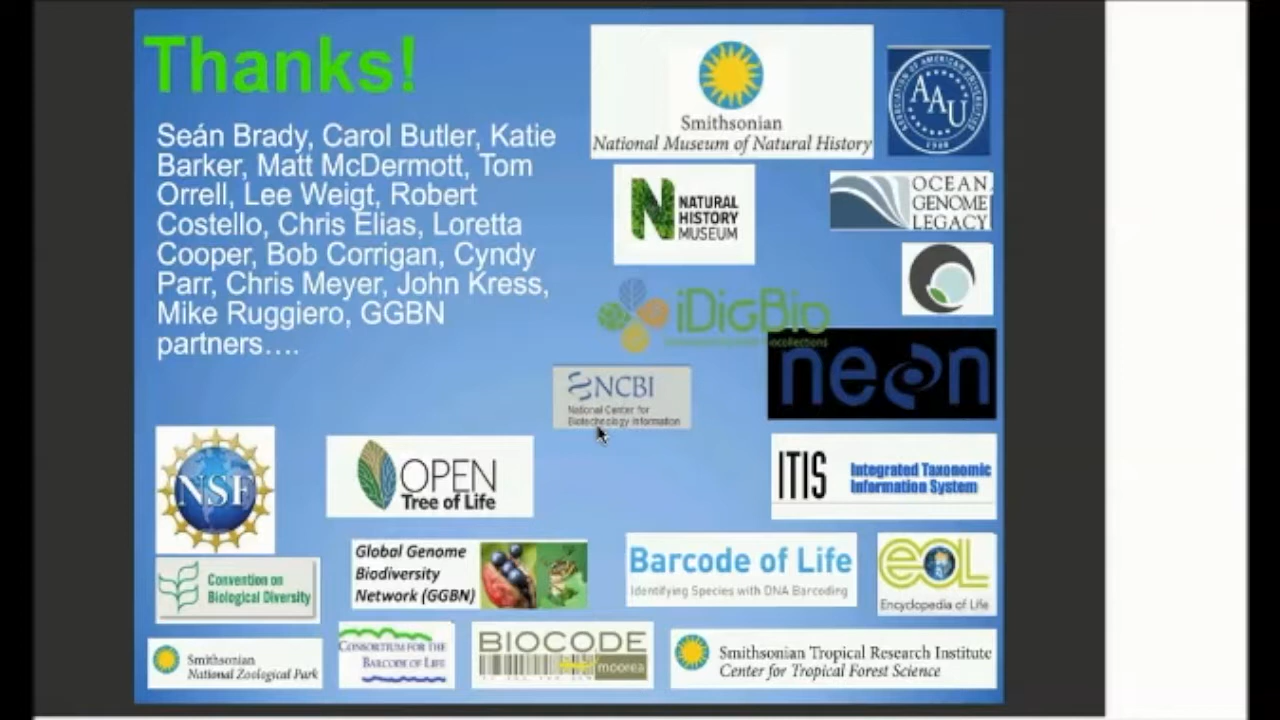 Thanks!
Seán Brady, Carol Butler, Katie
Barker, Matt McDermott, Tom
Orrell, Lee Weigt, Robert
Costello, Chris Elias, Loretta
Cooper, Bob Corrigan, Cyndy
Parr, Chris Meyer, John Kress,
Mike Ruggiero, GGBN
partners….
Smithsonian
National Museum of Natural History
ASSOCIATION OF AMERICAN UNIVERSITIES
AAU
NATURAL
HISTORY
MUSEUM
OCEAN
GENOME
LEGACY
iDigBio
neon
NCBI
National Center for
Biotechnology Information
NSF
OPEN
Tree of Life
ITIS
Integrated Taxonomic
Information System
Convention on
Biological Diversity
Global Genome
Biodiversity
Network (GGBN)
Barcode of Life
Identifying Species with DNA Barcoding
eOL
Encyclopedia of Life
Smithsonian
National Zoological Park
CONSORTIUM FOR THE
BARCODE OF LIFE
BIOCODE
moorea
Smithsonian Tropical Research Institute
Center for Tropical Forest Science